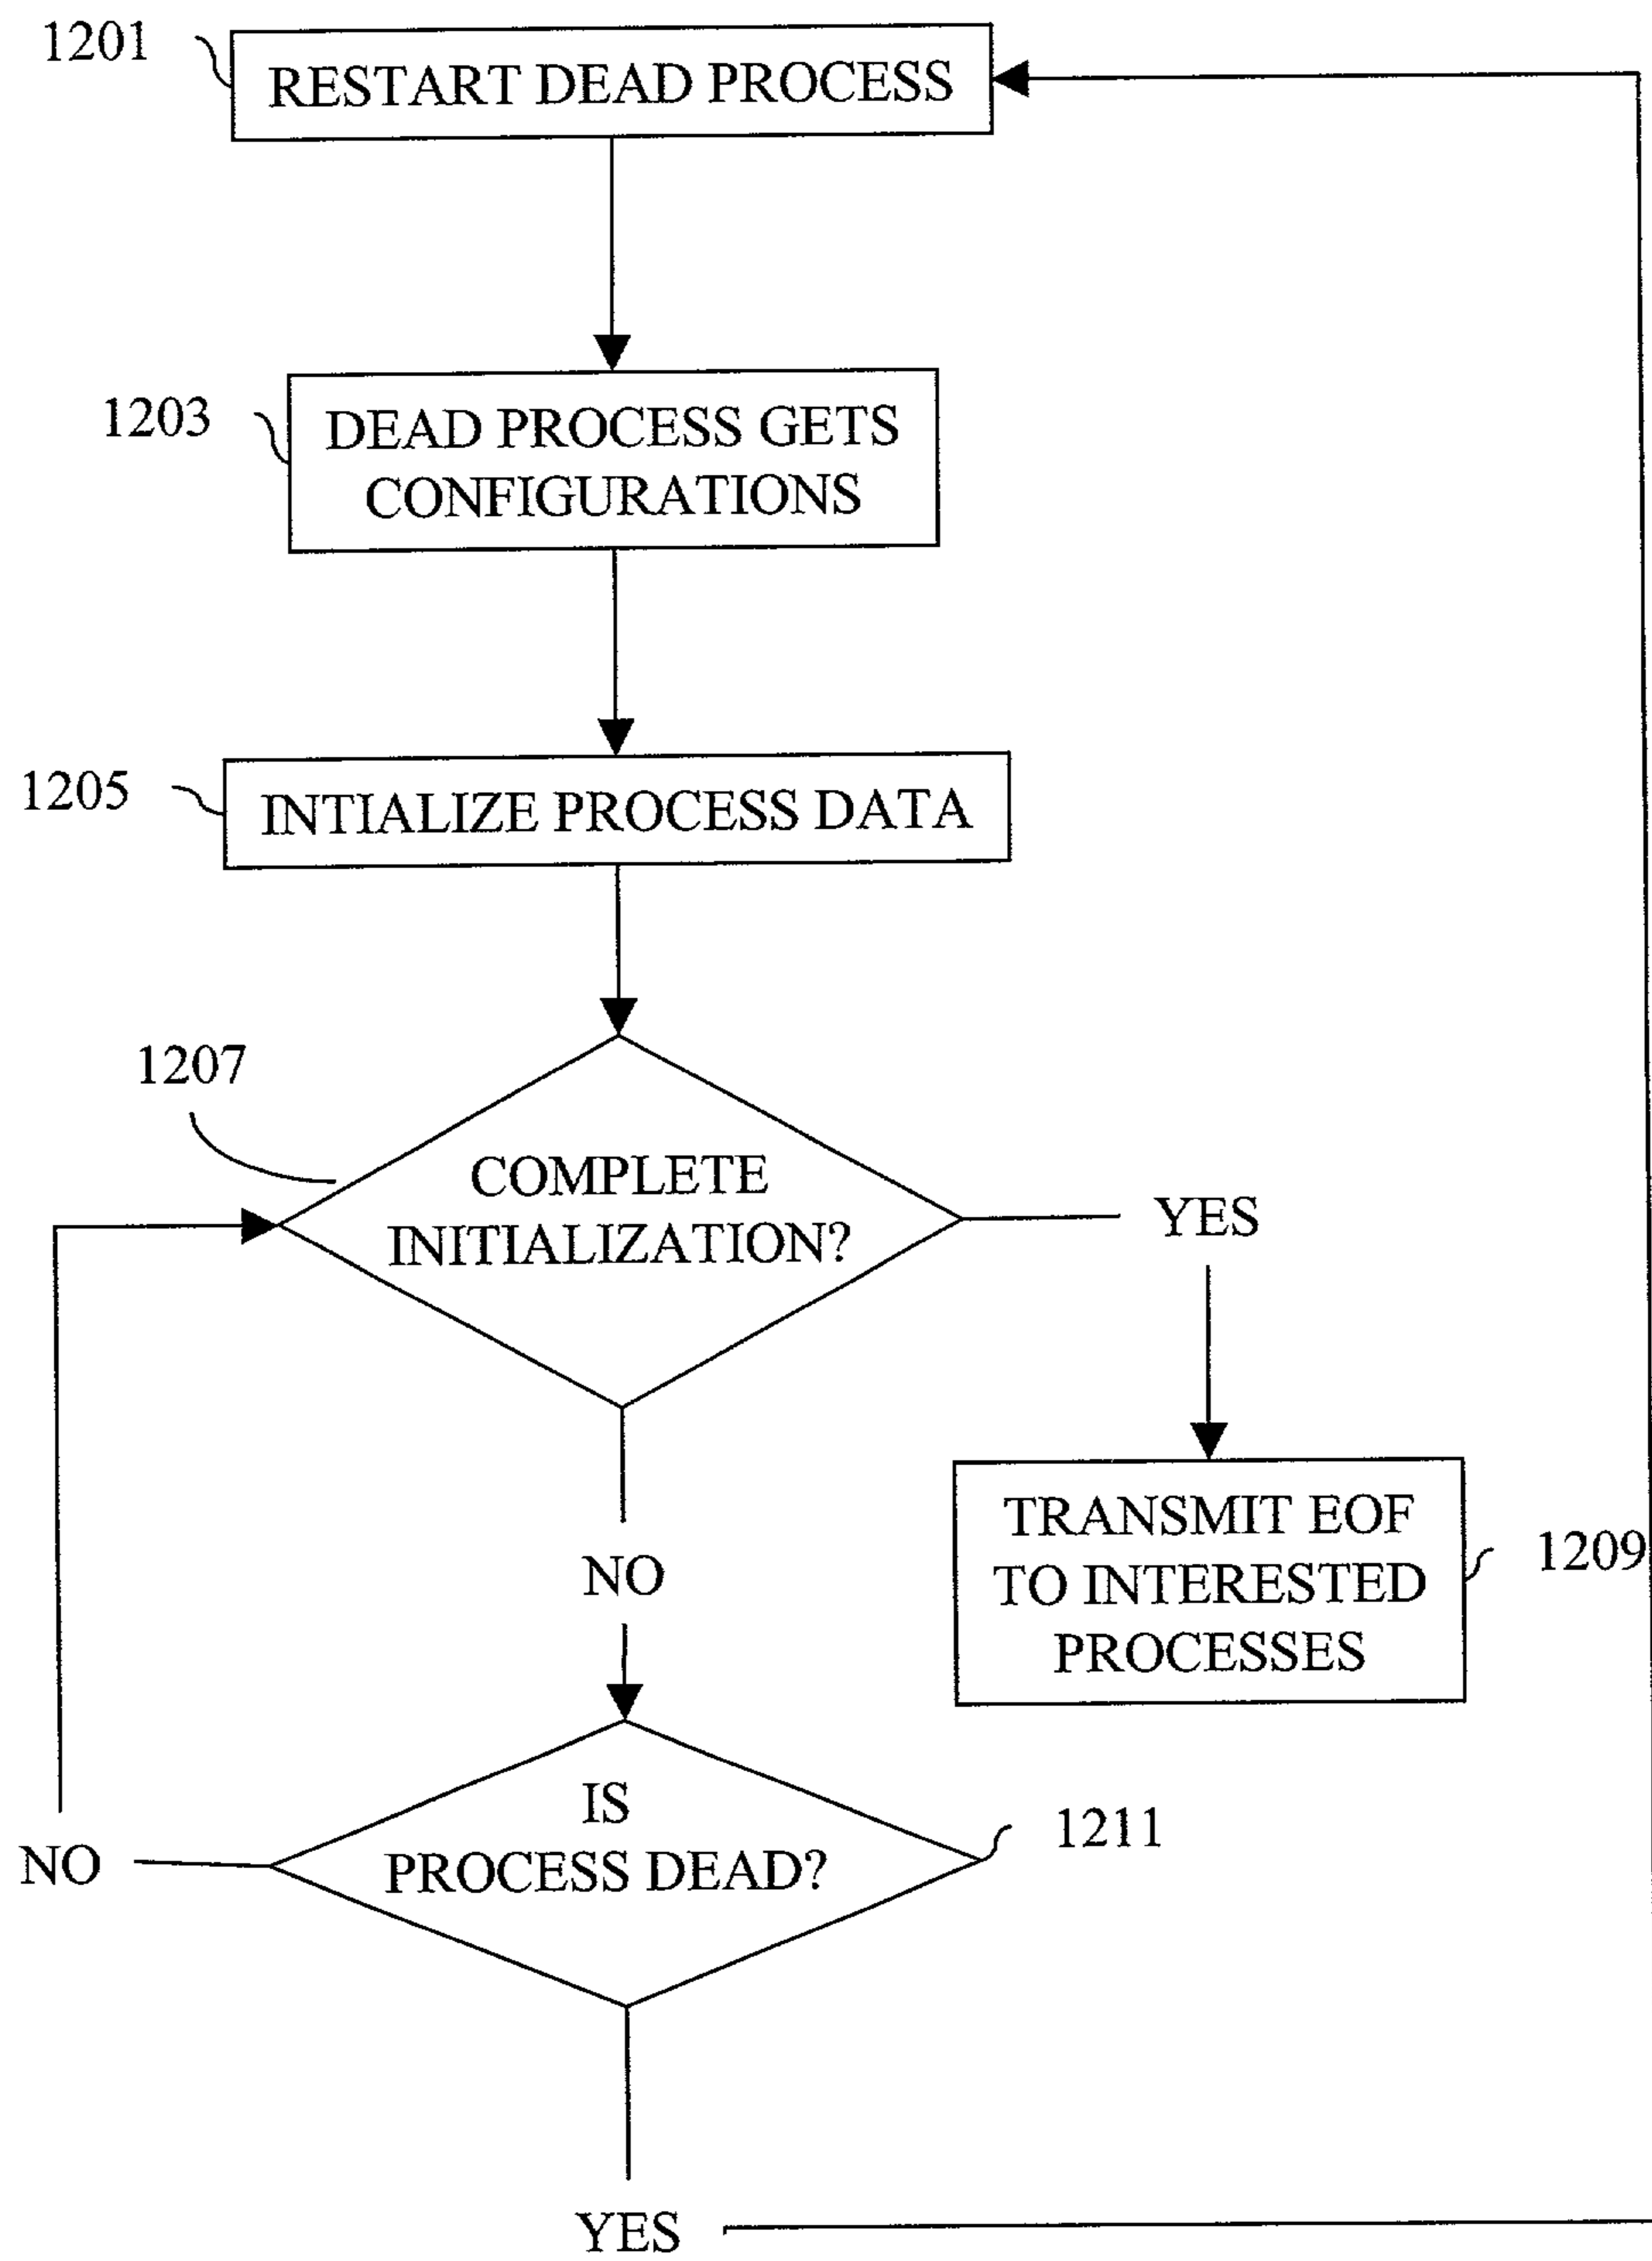 1201
RESTART DEAD PROCESS
1203
DEAD PROCESS GETS
CONFIGURATIONS
1205
INTIALIZE PROCESS DATA
1207
COMPLETE
INITIALIZATION?
YES
NO
TRANSMIT EOF
TO INTERESTED
PROCESSES
1209
IS
PROCESS DEAD?
1211
NO
YES